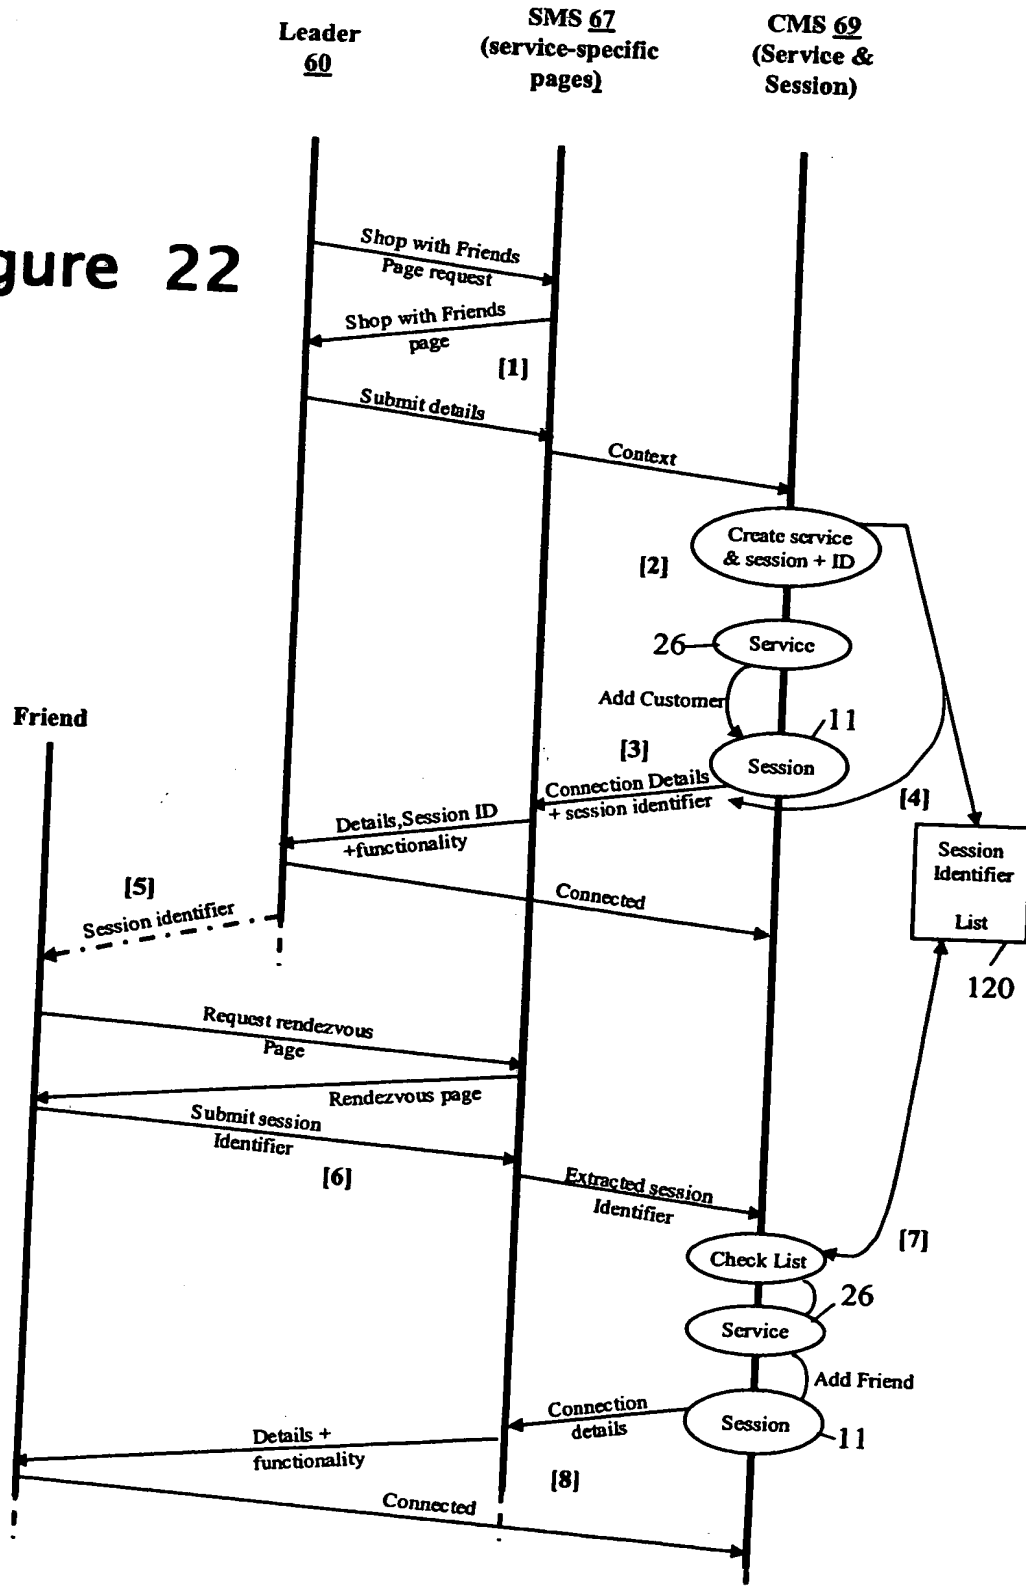 Leader
60
SMS 67
(service-specific
pages)
CMS 69
(Service &
Session)
gure 22
Shop with Friends
Page request
Shop with Friends
page
[1]
Submit details
Context
Create service
& session + ID
[2]
26
Service
Add Customer
11
Friend
[3]
Session
Connection Details
+ session identifier
[4]
Details,Session ID
+functionality
Session
Identifier
List
120
[5]
Session identifier
Connected
Request rendezvous
Page
Rendezvous page
Submit session
Identifier
[6]
Extracted session
Identifier
[7]
Check List
26
Service
Add Friend
Connection
details
Session
11
Details +
functionality
[8]
Connected